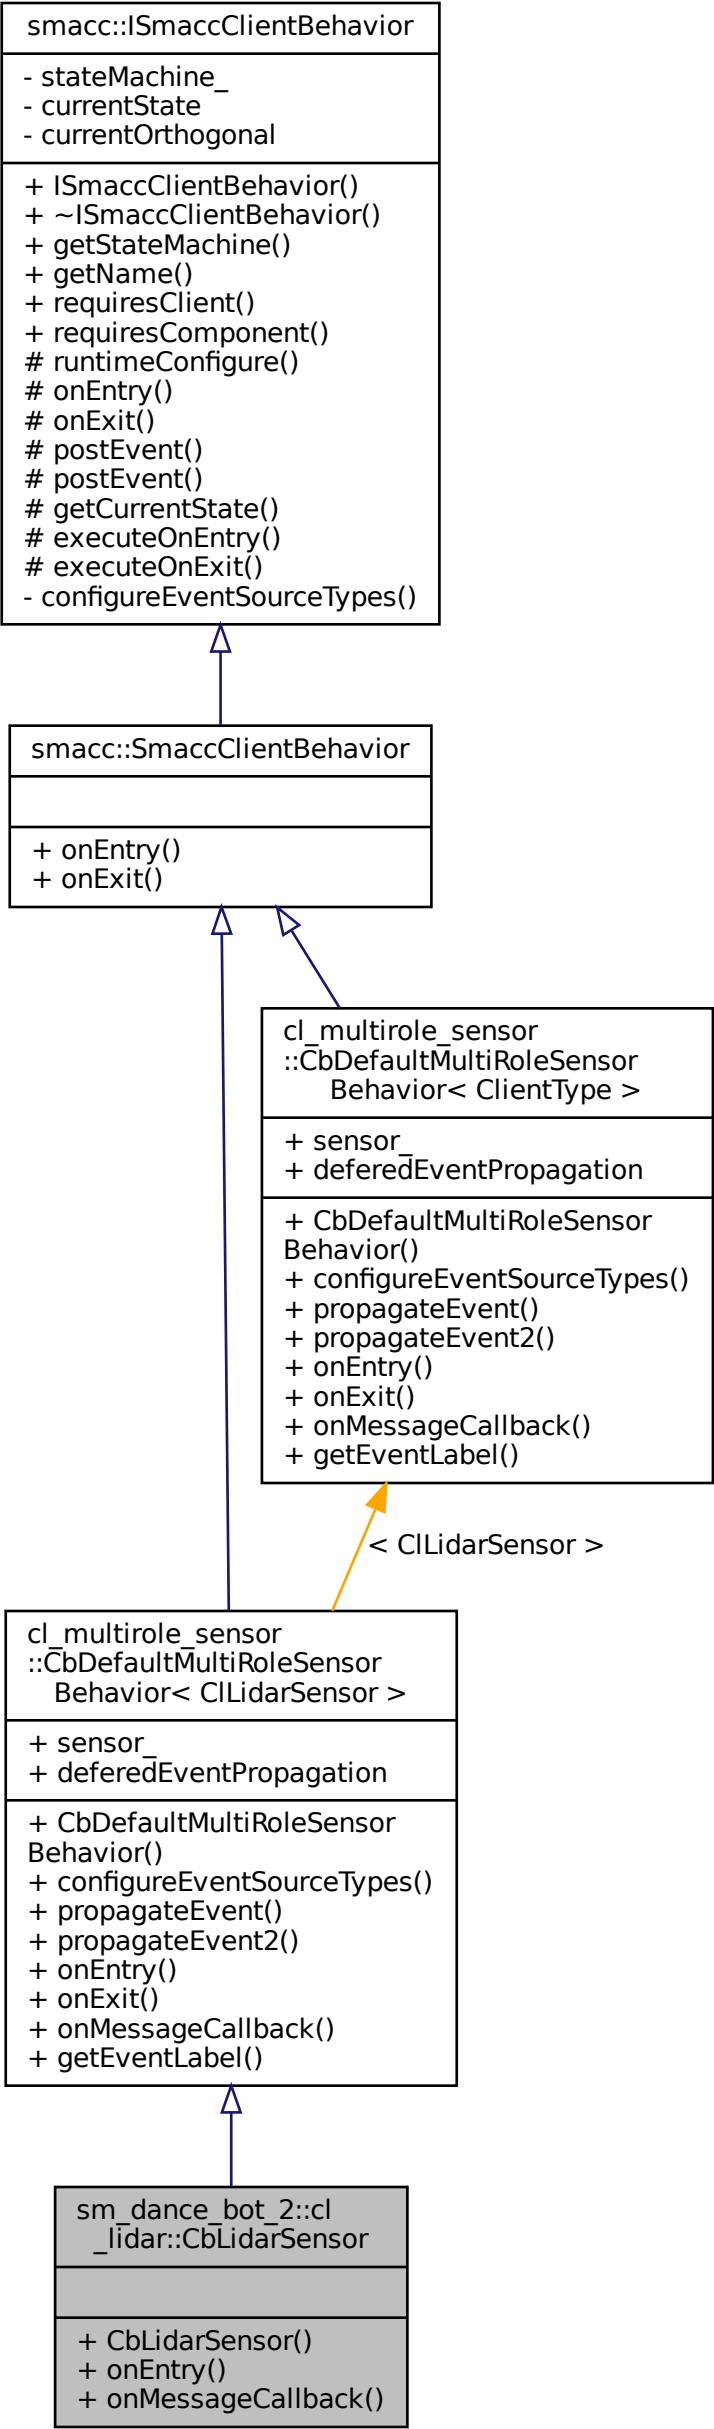 smacc::ISmaccClientBehavior
- stateMachine_
- currentState
- currentOrthogonal
+ ISmaccClientBehavior()
+ ~ISmaccClientBehavior()
+ getStateMachine()
+ getName()
+ requiresClient()
+ requiresComponent()
# runtimeConfigure()
# onEntry()
# onExit()
# postEvent()
# postEvent()
# getCurrentState()
# executeOnEntry()
# executeOnExit()
- configureEventSourceTypes()
smacc::SmaccClientBehavior
+ onEntry()
+ onExit()
cl_multirole_sensor
::CbDefaultMultiRoleSensor
Behavior< ClientType >
+ sensor_
+ deferedEventPropagation
+ CbDefaultMultiRoleSensor
Behavior()
+ configureEventSourceTypes()
+ propagateEvent()
+ propagateEvent2()
+ onEntry()
+ onExit()
+ onMessageCallback()
+ getEventLabel()
< ClLidarSensor >
cl_multirole_sensor
::CbDefaultMultiRoleSensor
Behavior< ClLidarSensor >
+ sensor_
+ deferedEventPropagation
+ CbDefaultMultiRoleSensor
Behavior()
+ configureEventSourceTypes()
+ propagateEvent()
+ propagateEvent2()
+ onEntry()
+ onExit()
+ onMessageCallback()
+ getEventLabel()
sm_dance_bot_2::cl
_lidar::CbLidarSensor
+ CbLidarSensor()
+ onEntry()
+ onMessageCallback()